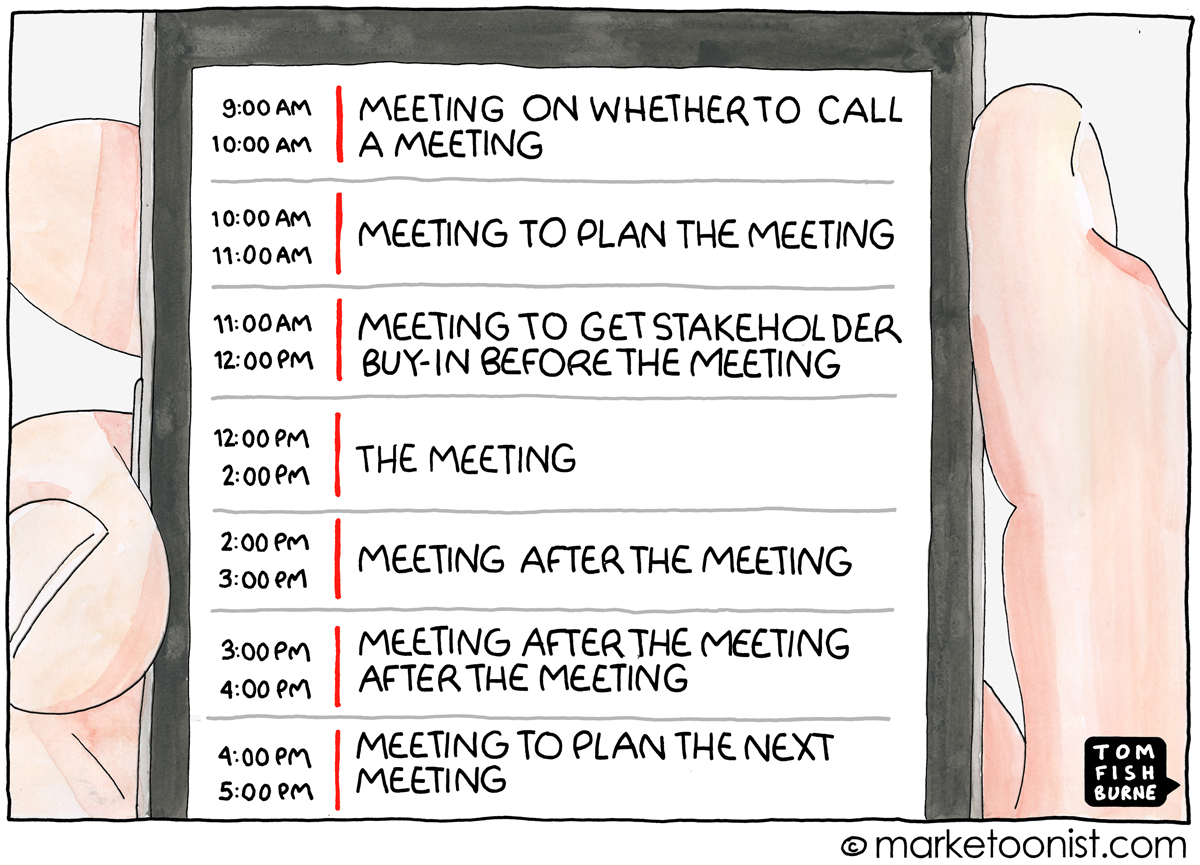 9:00 AM
10:00 AM
MEETING ON WHETHER TO CALL
A MEETING
10:00 AM
11:00 AM
MEETING TO PLAN THE MEETING
11:00 AM
12:00 PM
MEETING TO GET STAKEHOLDER
BUY-IN BEFORE THE MEETING
12:00 PM
2:00 PM
THE MEETING
2:00 PM
3:00 PM
MEETING AFTER THE MEETING
3:00 PM
4:00 PM
MEETING AFTER THE MEETING
AFTER THE MEETING
4:00 PM
5:00 PM
MEETING TO PLAN THE NEXT
MEETING
TOM
FISH
BURNE
© marketoonist.com